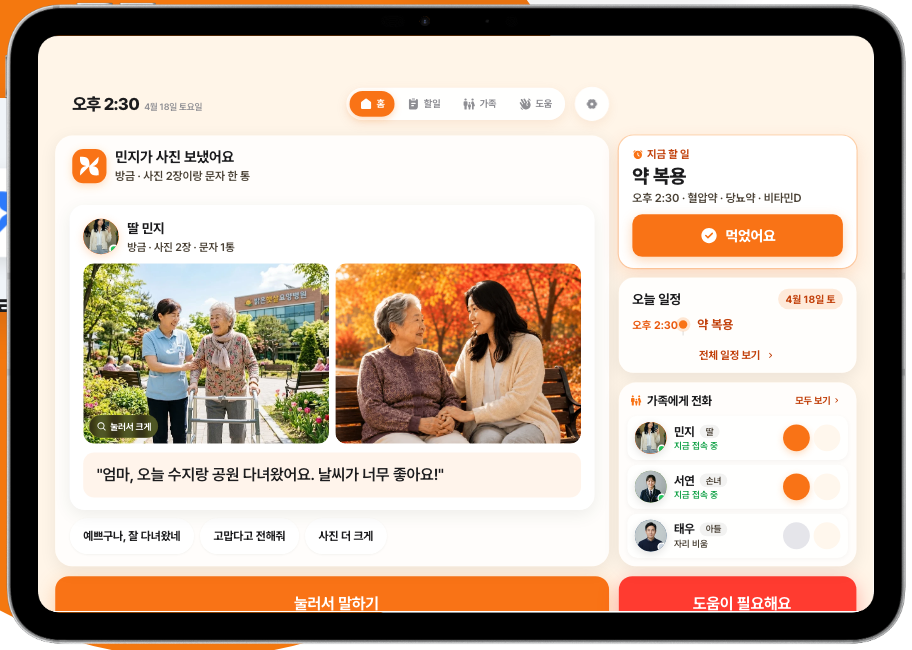 오후 2:30 4월 18일 토요일
홈 할일 가족 도움
민지가 사진 보냈어요
방금 · 사진 2장이랑 문자 한 통
딸 민지
방금 · 사진 2장 · 문자 1통
맑은햇살요양병원
눌러서 크게
"엄마, 오늘 수지랑 공원 다녀왔어요. 날씨가 너무 좋아요!"
예쁘구나, 잘 다녀왔네
고맙다고 전해줘
사진 더 크게
눌러서 말하기
지금 할 일
약 복용
오후 2:30 · 혈압약 · 당뇨약 · 비타민D
먹었어요
오늘 일정
4월 18일 토
오후 2:30 약 복용
전체 일정 보기 ›
가족에게 전화
모두 보기 ›
민지 딸
지금 접속 중
서연 손녀
지금 접속 중
태우 아들
자리 비움
도움이 필요해요